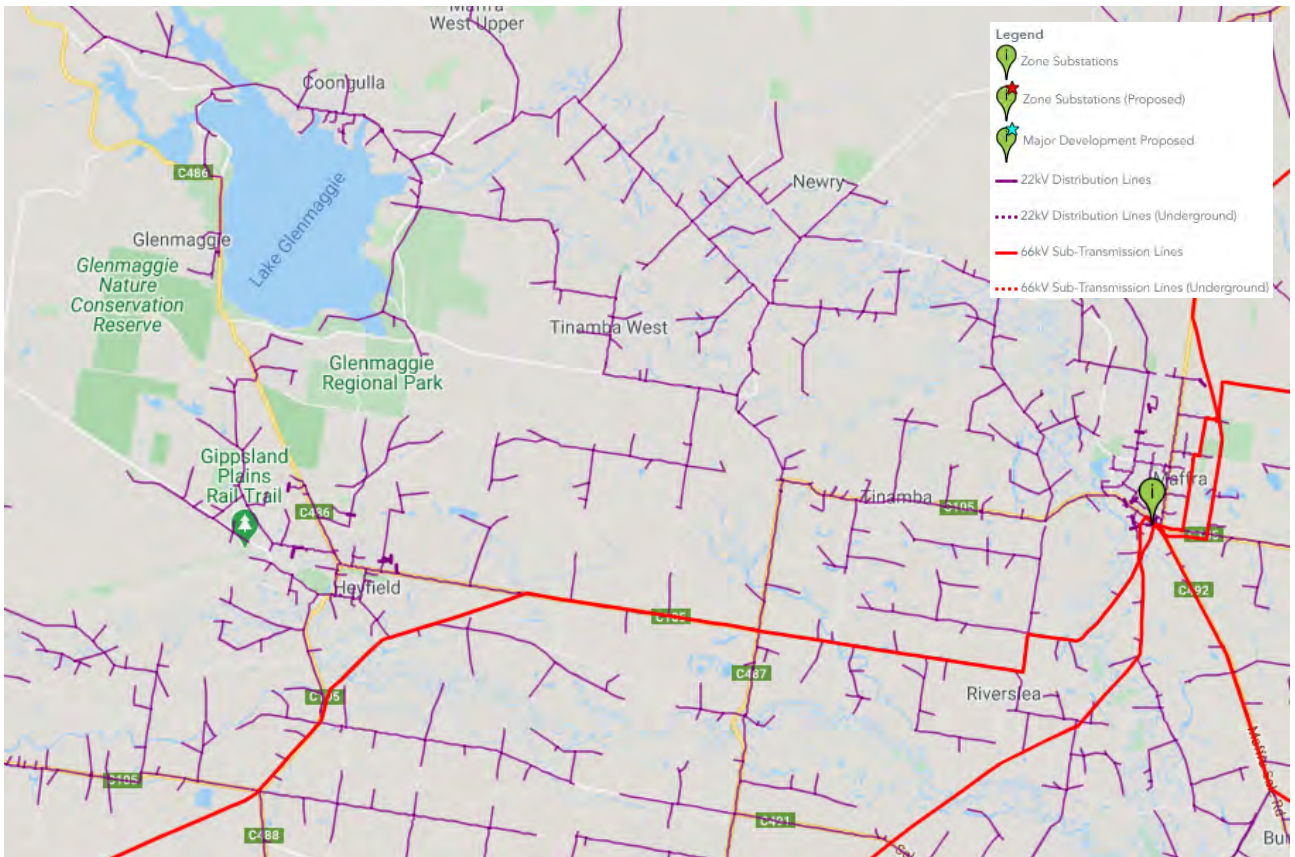 Maffra
West Upper
Coongulla
C486
Lake Glenmaggie
Glenmaggie
Glenmaggie
Nature
Conservation
Reserve
Newry
Tinamba West
Glenmaggie
Regional Park
Gippsland
Plains
Rail Trail
C486
Tinamba
C105
Maffra
Heyfield
C105
C492
C487
Riverslea
C105
C105
C488
C491
Maffra-Sale Rd
Legend
i Zone Substations
Zone Substations (Proposed)
Major Development Proposed
22kV Distribution Lines
22kV Distribution Lines (Underground)
66kV Sub-Transmission Lines
66kV Sub-Transmission Lines (Underground)
i